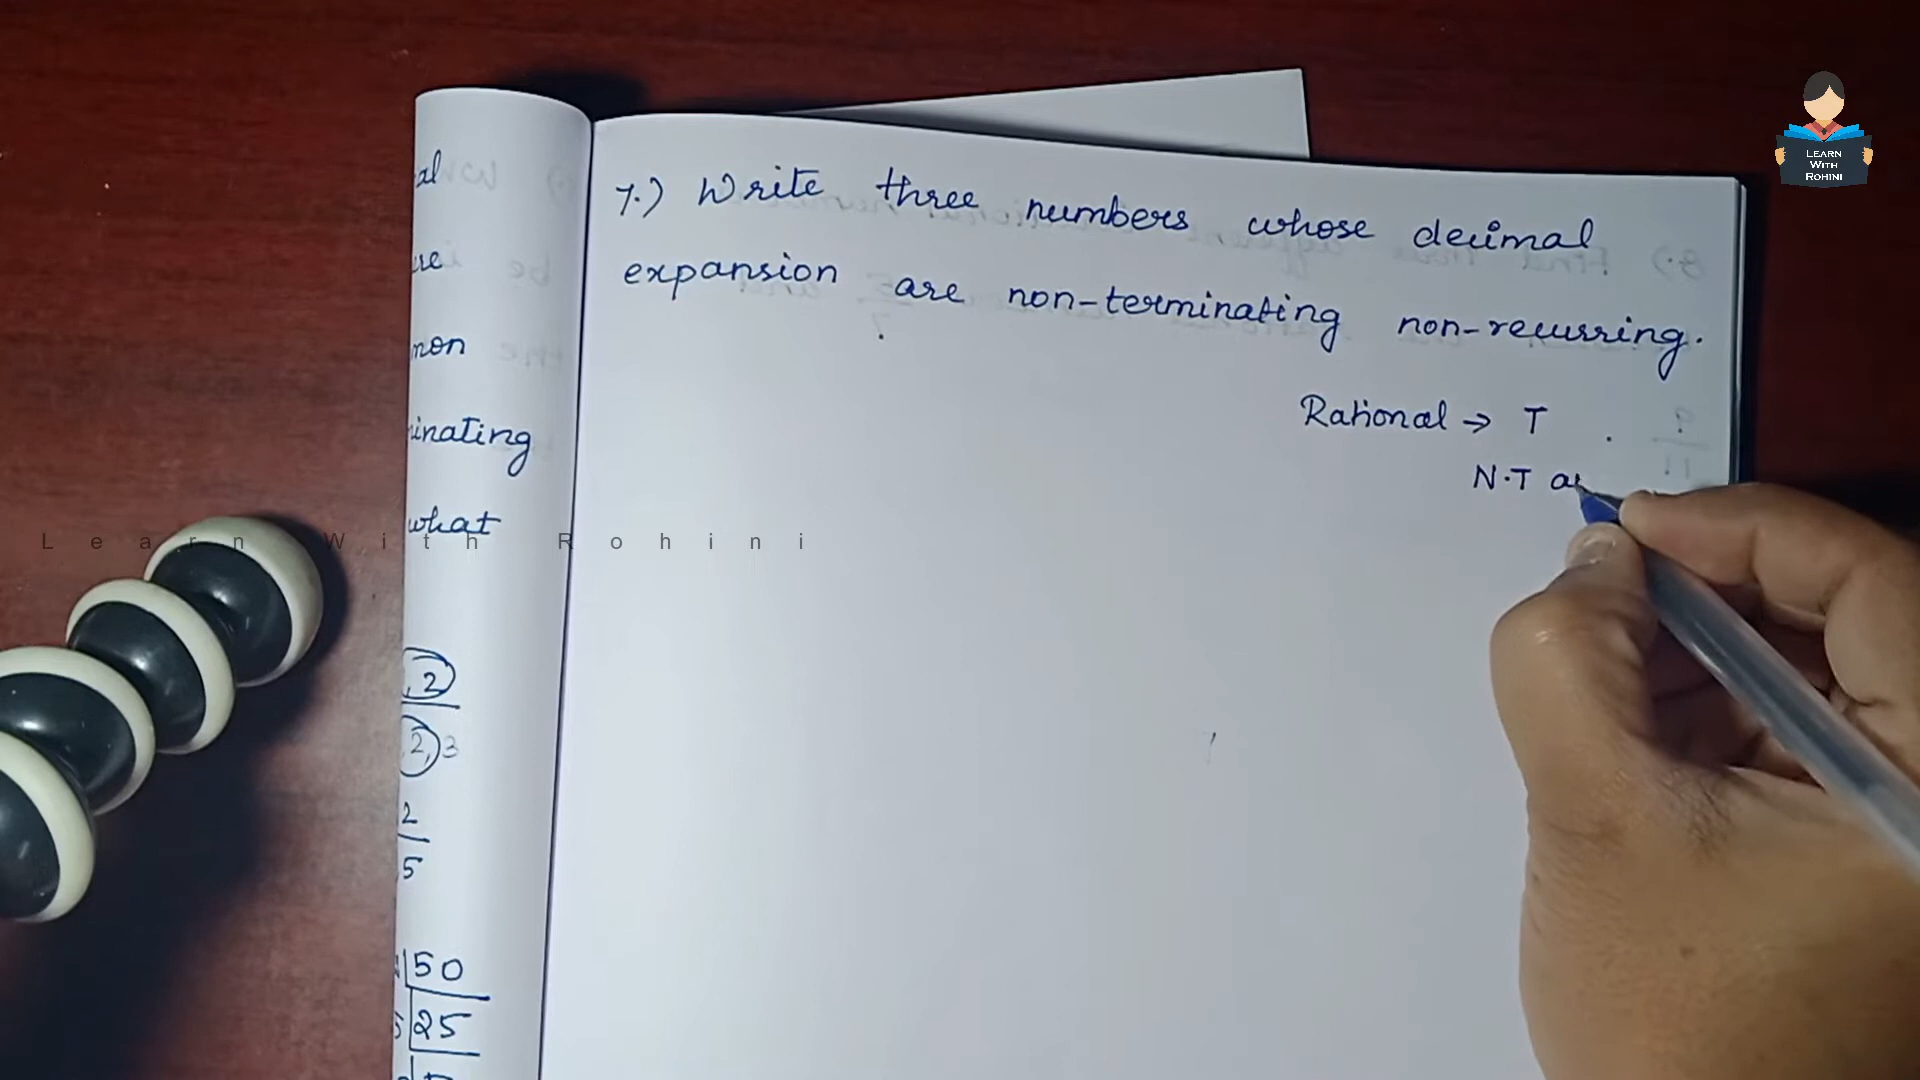 LEARN
WITH
ROHINI
al
7.) Write three numbers whose decimal
expansion are non-terminating non-recurring.
non
inating
what
Rational → T
N.T
Learn With Rohini
2
2, 3
2
5
50
5 25